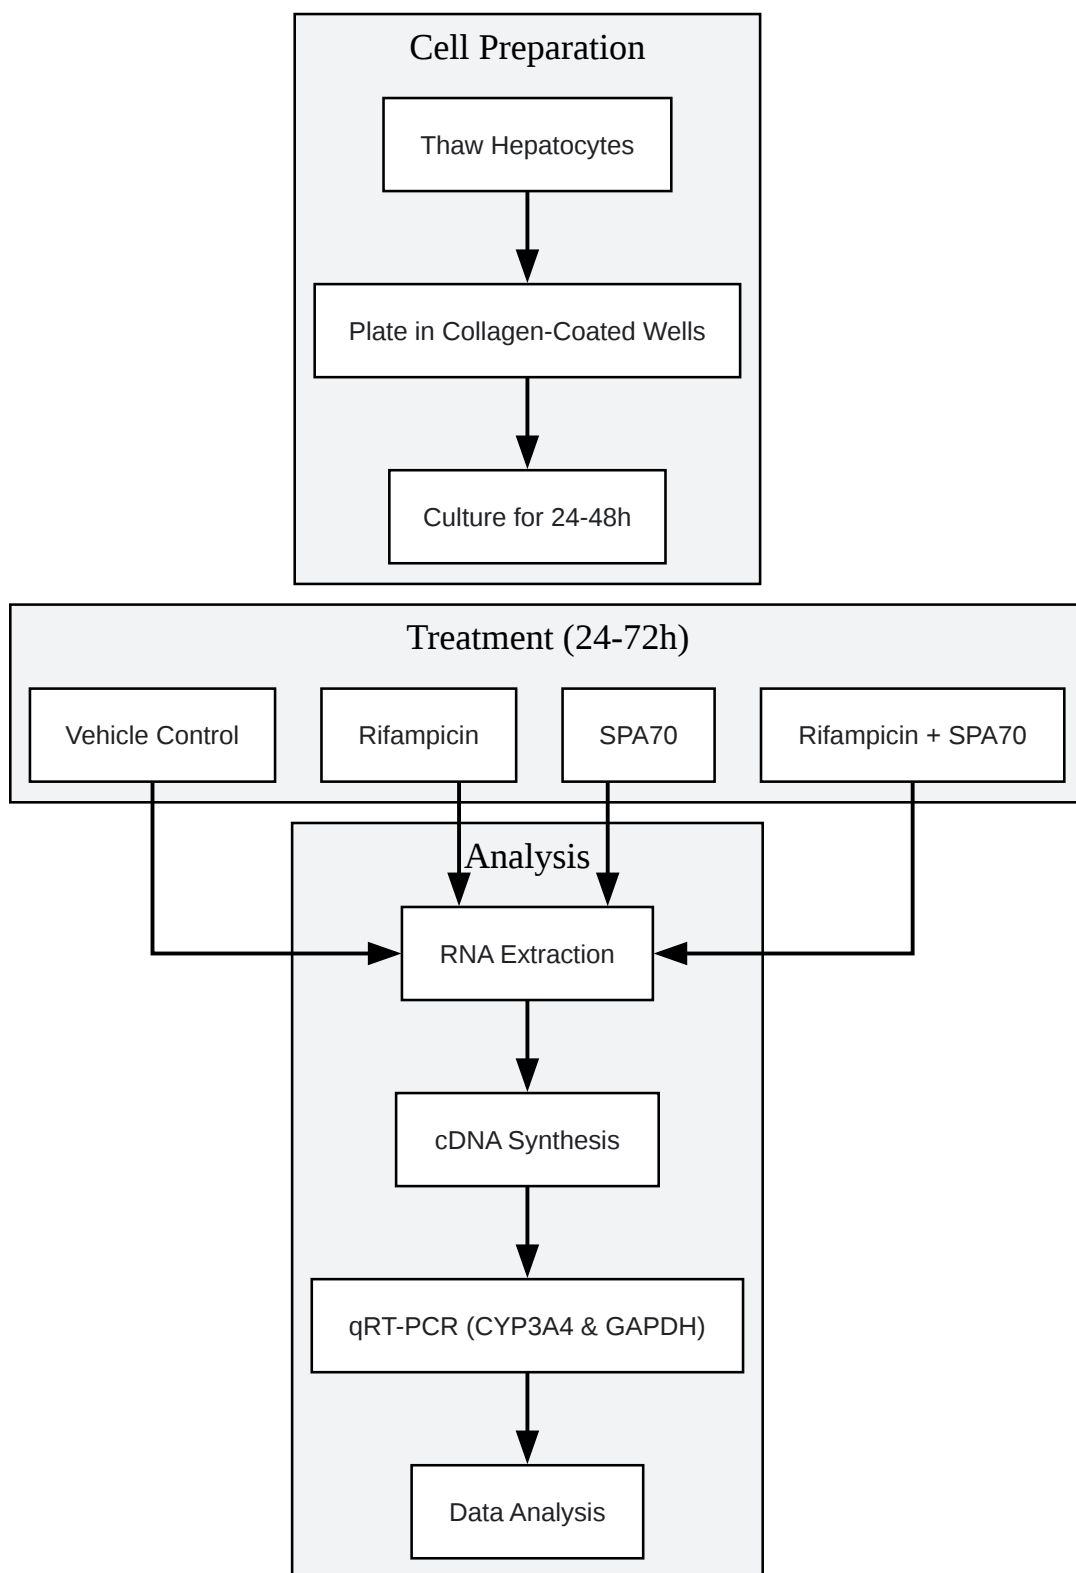 Cell Preparation
Thaw Hepatocytes
Plate in Collagen-Coated Wells
Culture for 24-48h
Treatment (24-72h)
Vehicle Control
Rifampicin
SPA70
Rifampicin + SPA70
Analysis
RNA Extraction
cDNA Synthesis
qRT-PCR (CYP3A4 & GAPDH)
Data Analysis